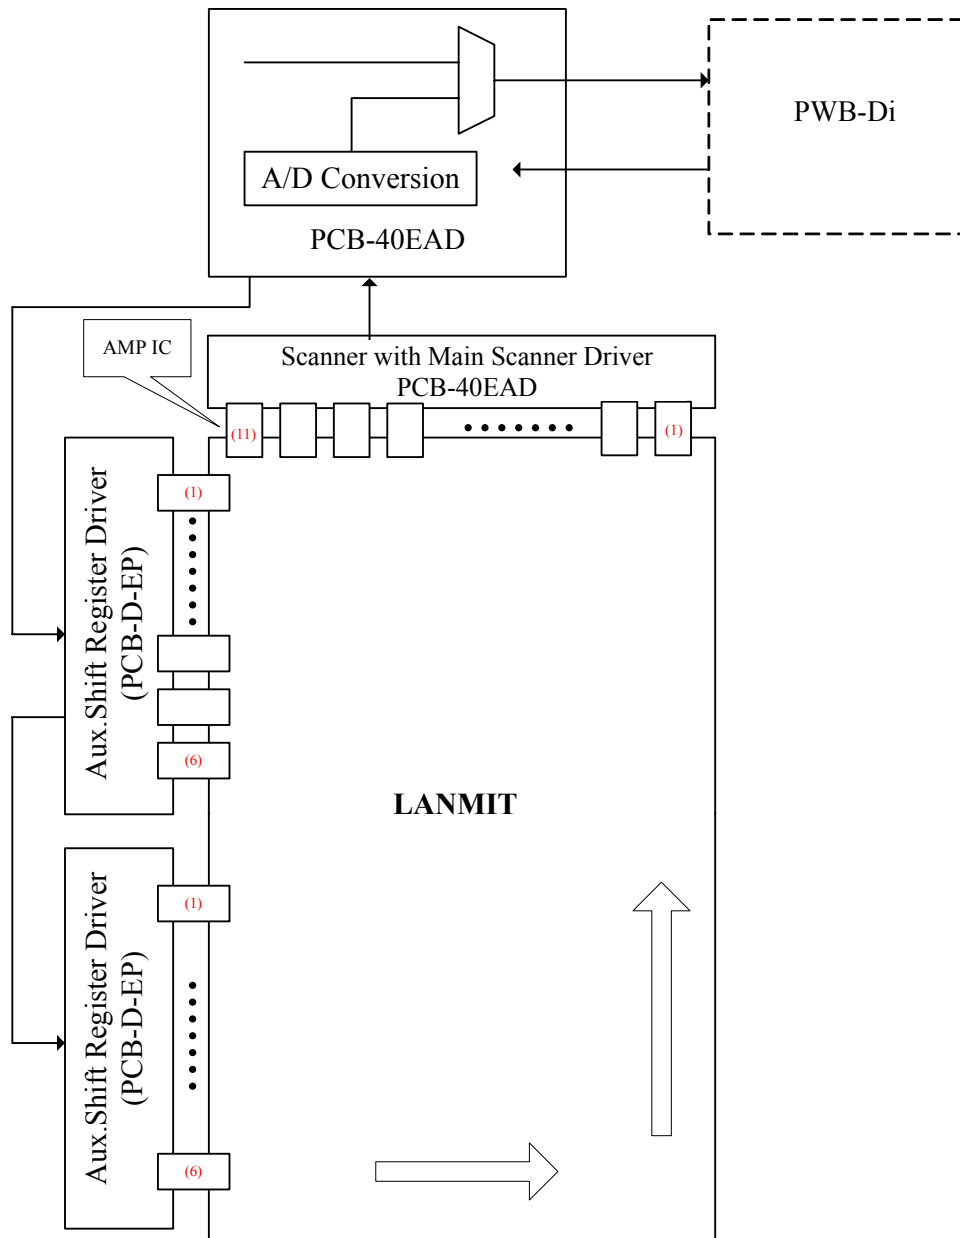 PWB-Di
A/D Conversion
PCB-40EAD
AMP IC
Scanner with Main Scanner Driver
PCB-40EAD
(11)
(1)
Aux.Shift Register Driver
(PCB-D-EP)
(1)
(6)
LANMIT
Aux.Shift Register Driver
(PCB-D-EP)
(1)
(6)